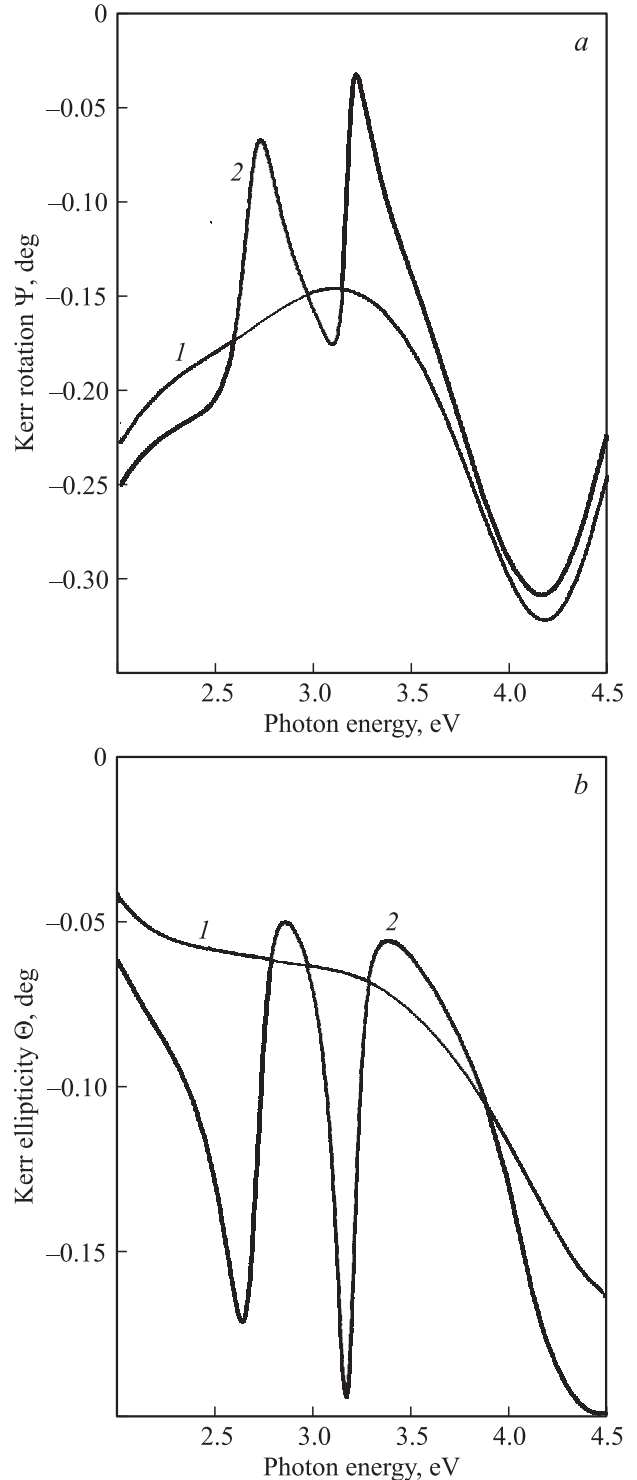 0
a
–0.05
2
–0.10
–0.15
1
–0.20
–0.25
–0.30
Kerr rotation Ψ, deg
2.5 3.0 3.5 4.0 4.5
Photon energy, eV
0
b
–0.05
1
2
–0.10
–0.15
Kerr ellipticity Θ, deg
2.5 3.0 3.5 4.0 4.5
Photon energy, eV